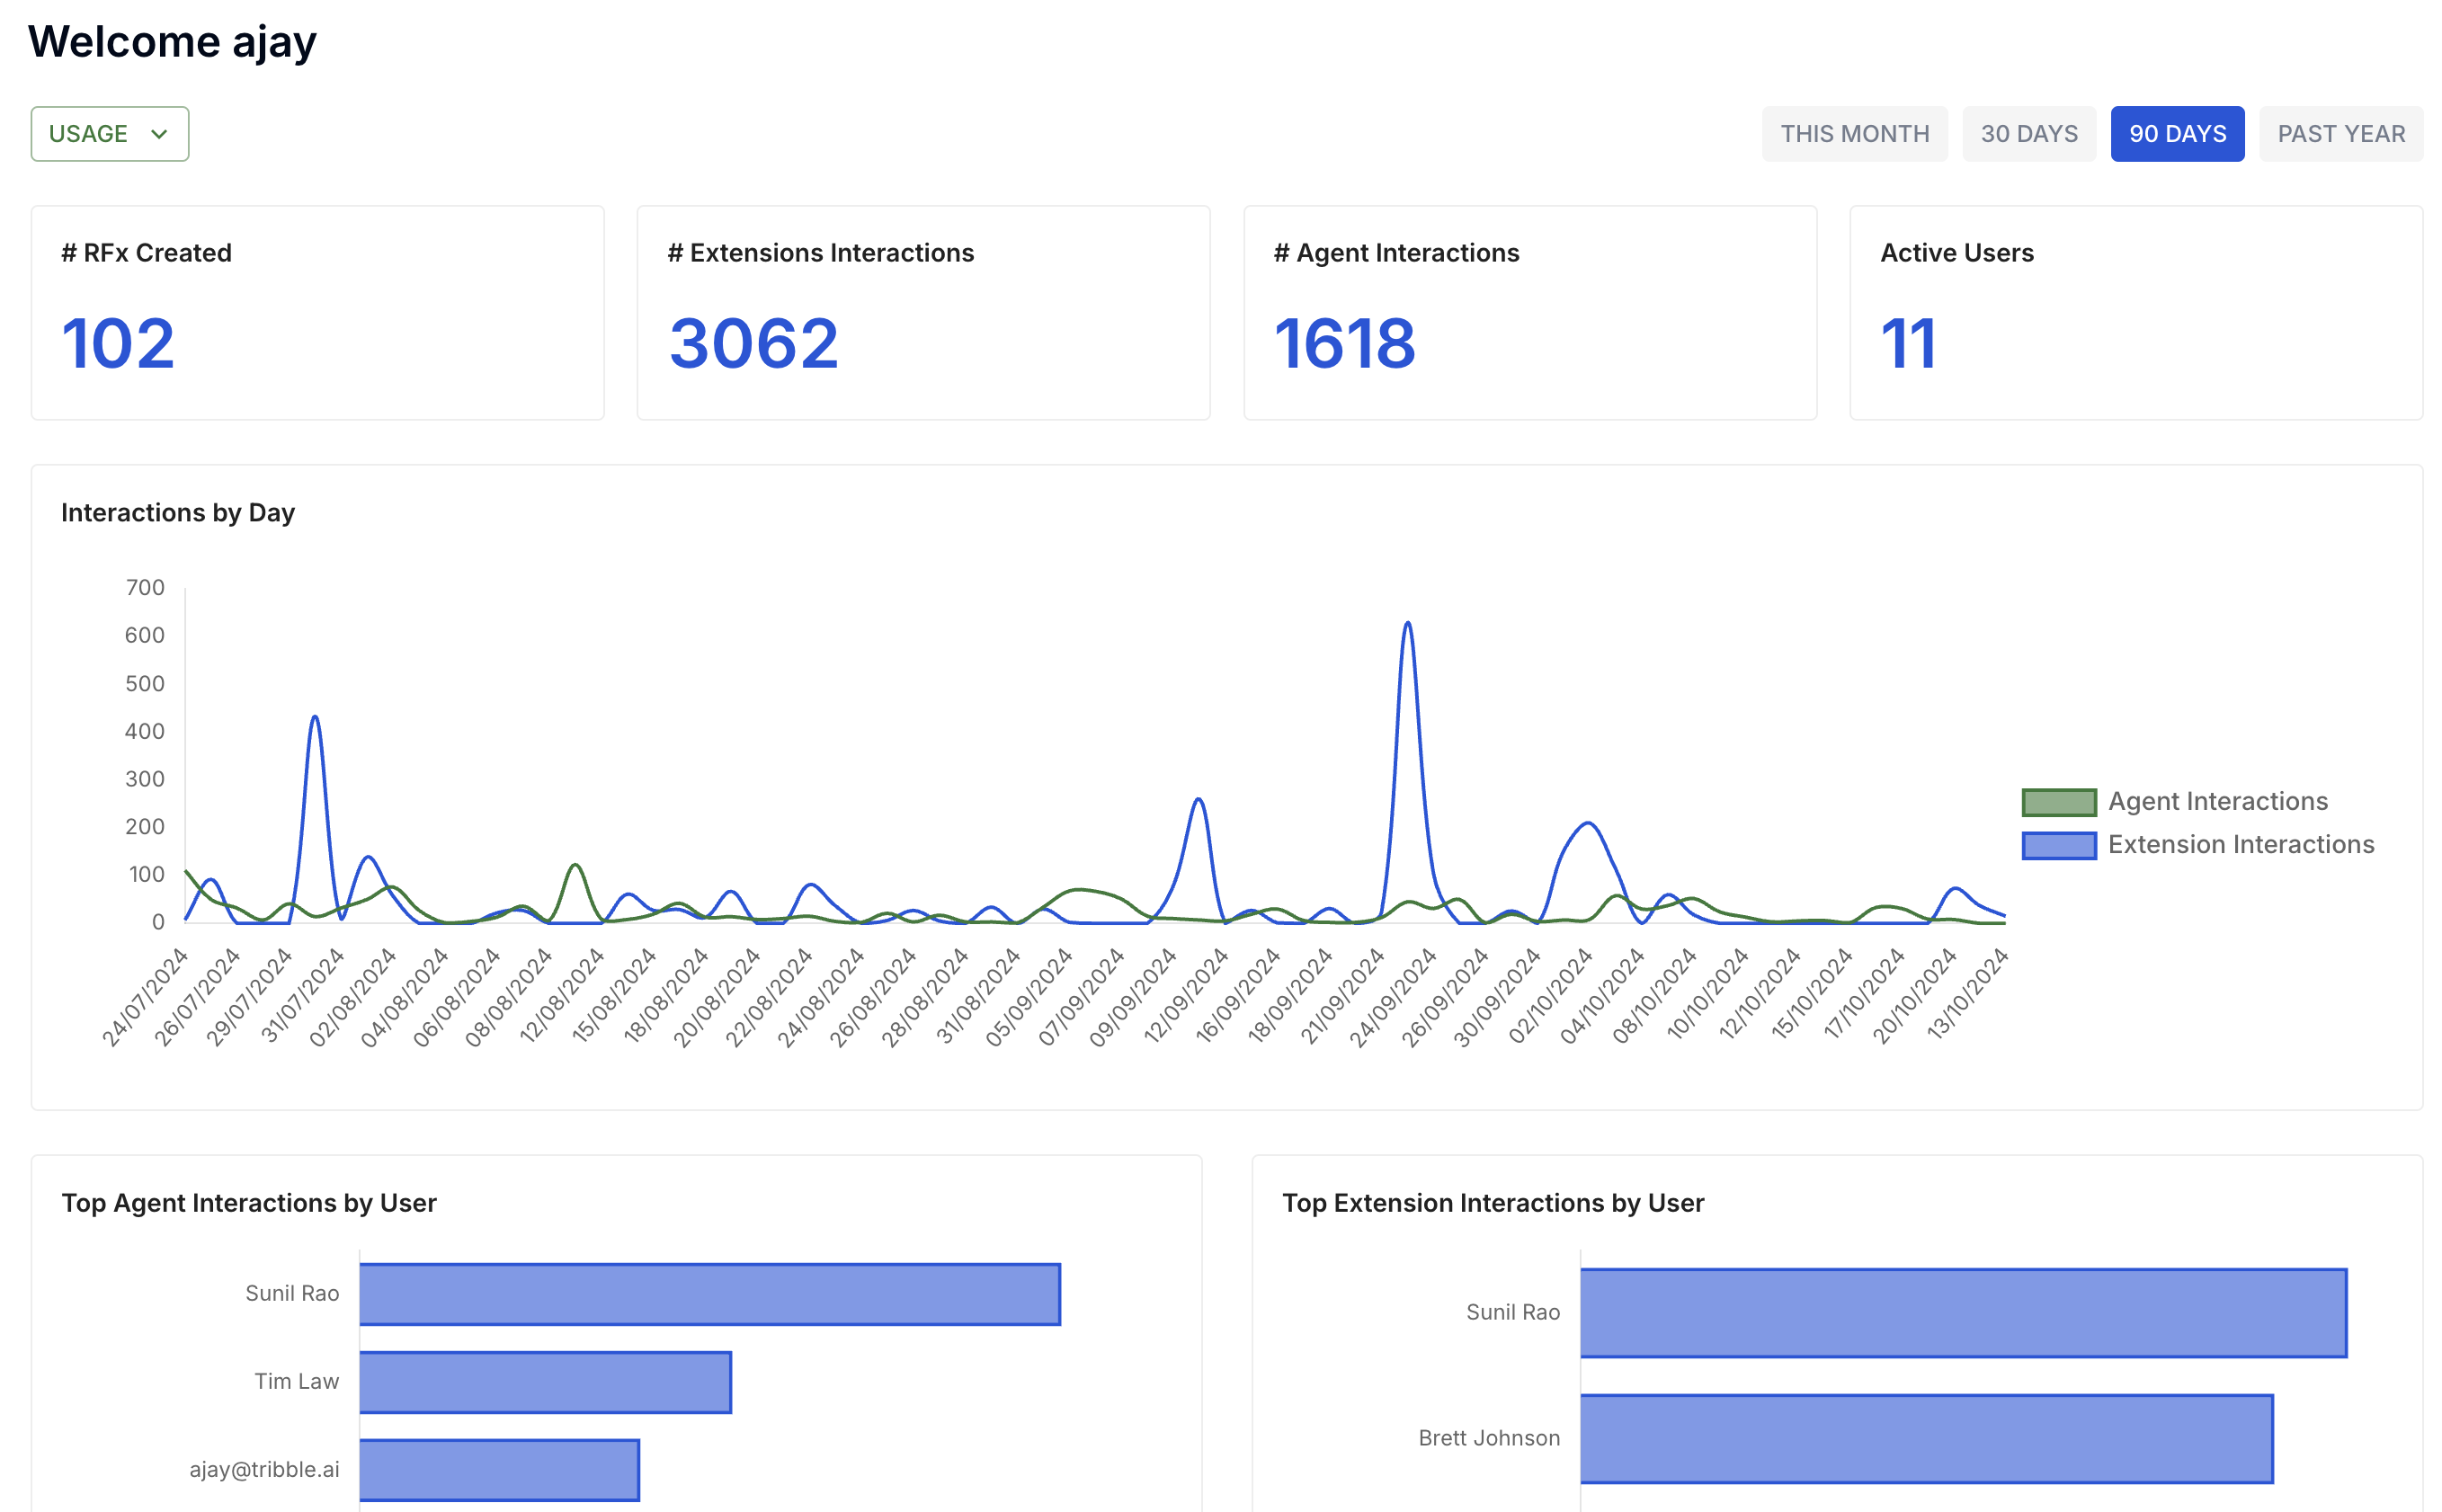 Welcome ajay
USAGE
THIS MONTH 30 DAYS 90 DAYS PAST YEAR
# RFx Created
102
# Extensions Interactions
3062
# Agent Interactions
1618
Active Users
11
Interactions by Day
700
600
500
400
300
200
100
0
24/07/2024
26/07/2024
29/07/2024
31/07/2024
02/08/2024
04/08/2024
06/08/2024
08/08/2024
12/08/2024
15/08/2024
18/08/2024
20/08/2024
22/08/2024
24/08/2024
26/08/2024
28/08/2024
31/08/2024
05/09/2024
07/09/2024
09/09/2024
12/09/2024
16/09/2024
18/09/2024
21/09/2024
24/09/2024
26/09/2024
30/09/2024
02/10/2024
04/10/2024
08/10/2024
10/10/2024
12/10/2024
15/10/2024
17/10/2024
20/10/2024
13/10/2024
Agent Interactions
Extension Interactions
Top Agent Interactions by User
Sunil Rao
Tim Law
ajay@tribble.ai
Top Extension Interactions by User
Sunil Rao
Brett Johnson